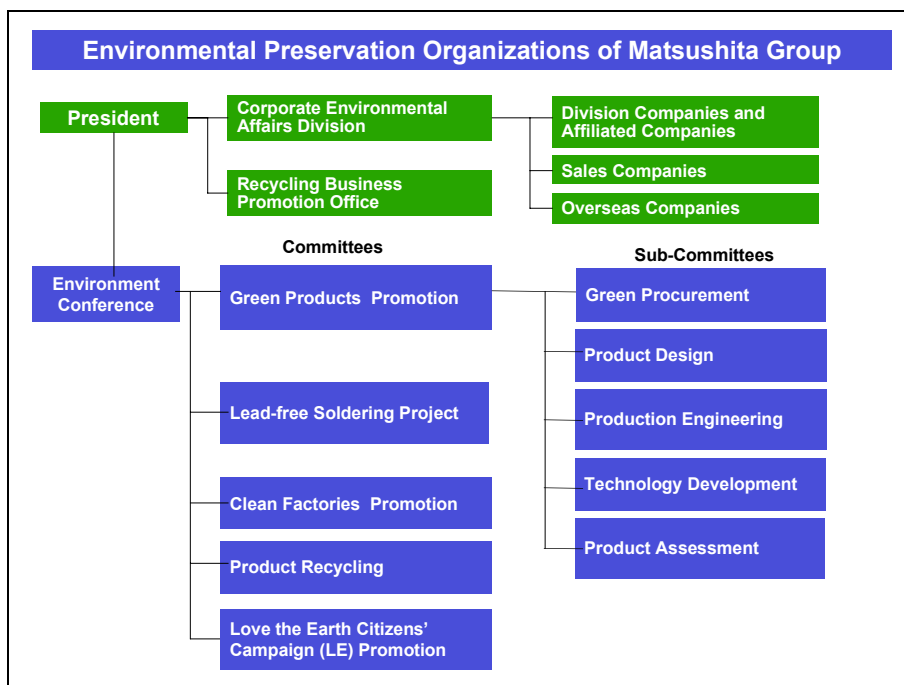 Environmental Preservation Organizations of Matsushita Group
President
Corporate Environmental
Affairs Division
Division Companies and
Affiliated Companies
Sales Companies
Recycling Business
Promotion Office
Overseas Companies
Committees
Sub-Committees
Environment
Conference
Green Products Promotion
Green Procurement
Product Design
Lead-free Soldering Project
Production Engineering
Clean Factories Promotion
Technology Development
Product Recycling
Product Assessment
Love the Earth Citizens’
Campaign (LE) Promotion